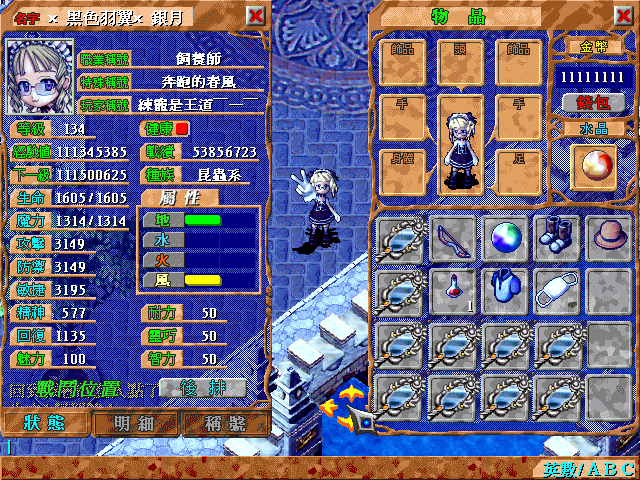 名字 × 黑色羽翼× 銀月
職業稱號 飼養師
特殊稱號 奔跑的春風
玩家稱號 練寵是王道￣一￣
等級 134 健康
經驗值 111345385 戰績 53856723
下一級 111500625 種族 昆蟲系
生命 1605/1605 屬性
魔力 1314/1314 地
攻擊 3149 水
防禦 3149 火
敏捷 3195 風
精神 577 耐力 50
回復 1135 靈巧 50
魅力 100 智力 50
戰鬥位置 後排
狀態 明細 稱號
物品
飾品 頭 飾品
手 手
身體 足
金幣
11111111
錢包
水晶
1
英數/ABC